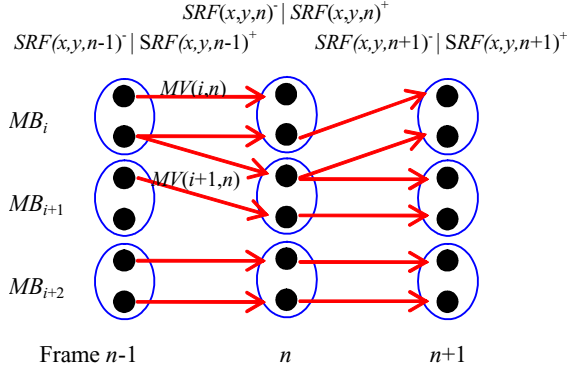 SRF(x,y,n)⁻ | SRF(x,y,n)⁺
SRF(x,y,n-1)⁻ | SRF(x,y,n-1)⁺
SRF(x,y,n+1)⁻ | SRF(x,y,n+1)⁺
MV(i,n)
MBᵢ
MV(i+1,n)
MBᵢ₊₁
MBᵢ₊₂
Frame n-1
n
n+1